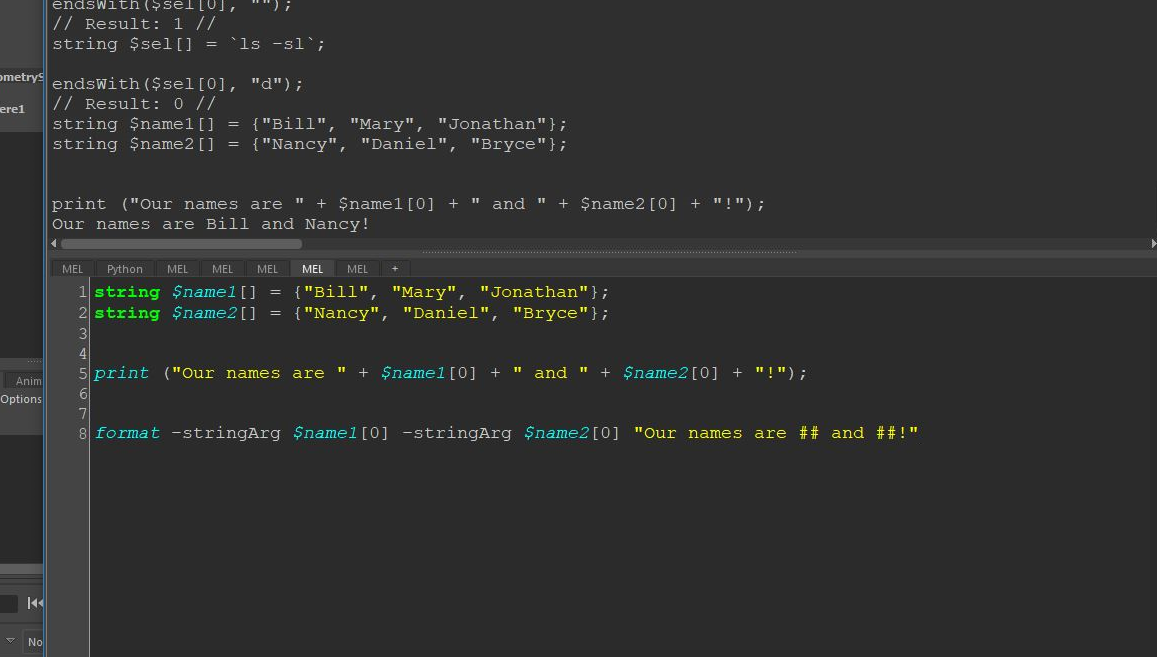 endsWith($sel[0], "");
// Result: 1 //
string $sel[] = `ls -sl`;
ometryS
endsWith($sel[0], "d");
// Result: 0 //
ere1
string $name1[] = {"Bill", "Mary", "Jonathan"};
string $name2[] = {"Nancy", "Daniel", "Bryce"};
print ("Our names are " + $name1[0] + " and " + $name2[0] + "!");
Our names are Bill and Nancy!
MEL Python MEL MEL MEL MEL MEL +
1 string $name1[] = {"Bill", "Mary", "Jonathan"};
2 string $name2[] = {"Nancy", "Daniel", "Bryce"};
3
4
5 print ("Our names are " + $name1[0] + " and " + $name2[0] + "!");
Anim
Options
6
7
8 format -stringArg $name1[0] -stringArg $name2[0] "Our names are ## and ##!"
No